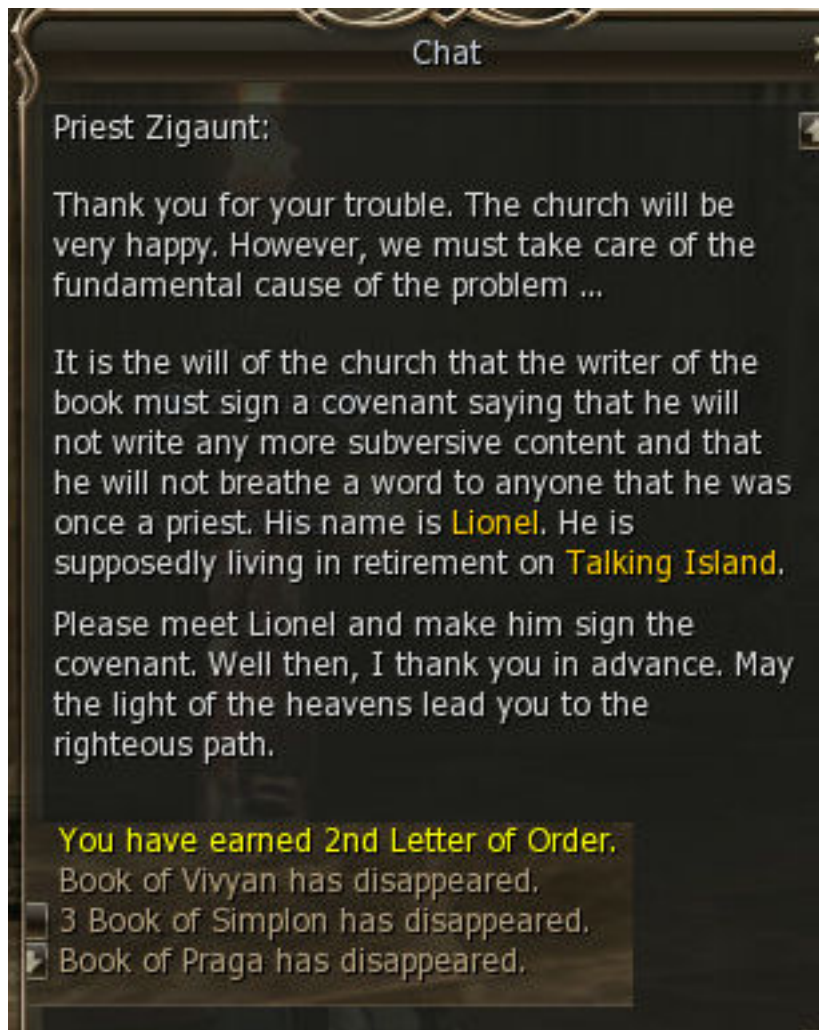 Chat
Priest Zigaunt:
Thank you for your trouble. The church will be
very happy. However, we must take care of the
fundamental cause of the problem ...
It is the will of the church that the writer of the
book must sign a covenant saying that he will
not write any more subversive content and that
he will not breathe a word to anyone that he was
once a priest. His name is Lionel. He is
supposedly living in retirement on Talking Island.
Please meet Lionel and make him sign the
covenant. Well then, I thank you in advance. May
the light of the heavens lead you to the
righteous path.
You have earned 2nd Letter of Order.
Book of Vivyan has disappeared.
3 Book of Simplon has disappeared.
Book of Praga has disappeared.